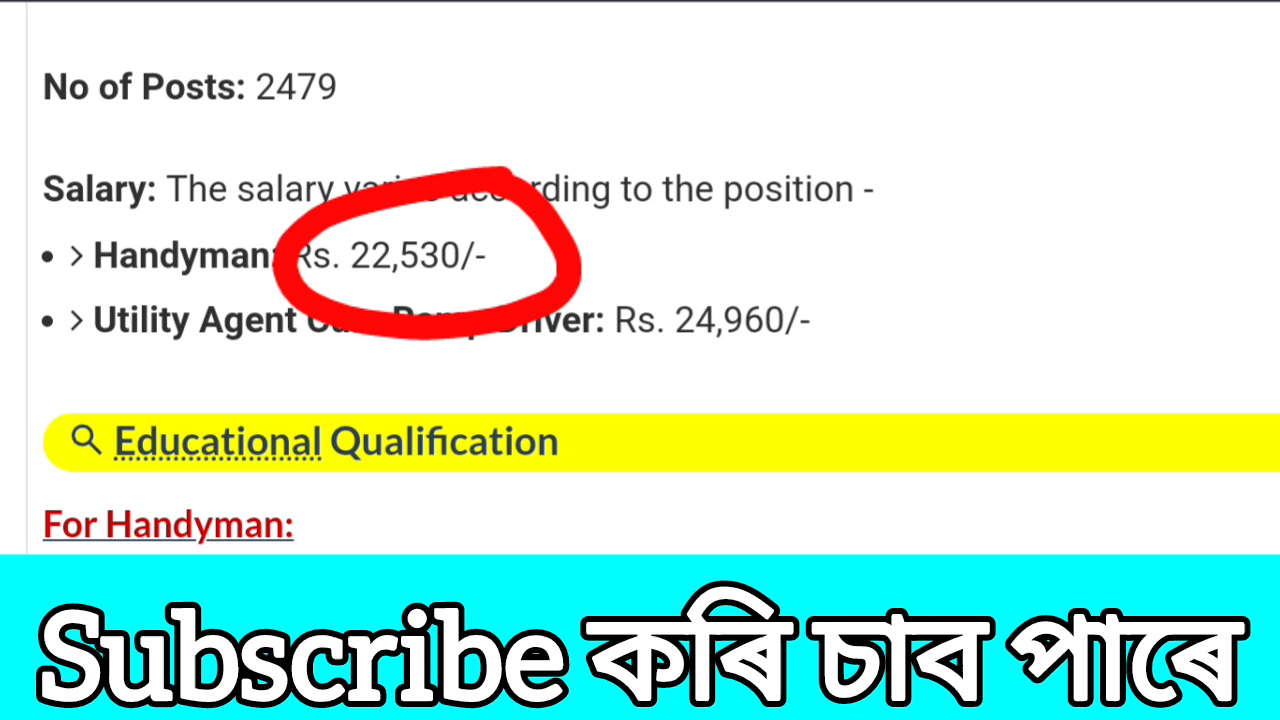 No of Posts: 2479
Salary: The salary according to the position -
> Handyman: Rs. 22,530/-
> Utility Agent Driver: Rs. 24,960/-
Educational Qualification
For Handyman:
Subscribe কৰি চাব পাৰে